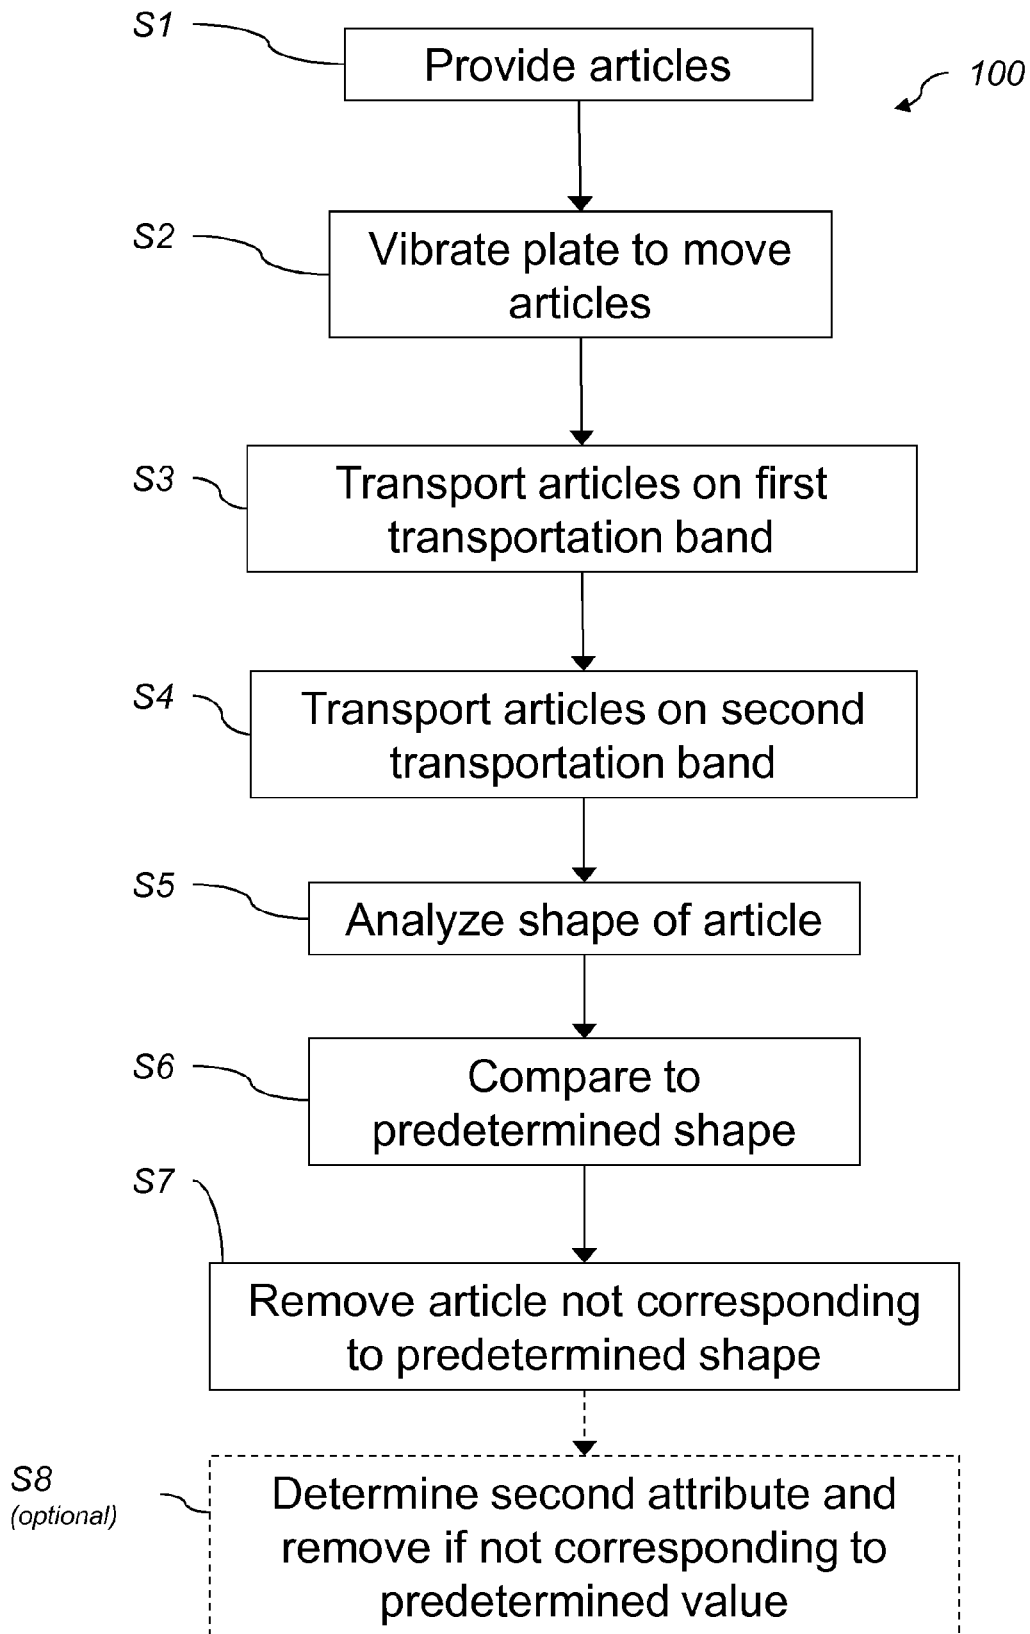 S1
Provide articles
100
S2
Vibrate plate to move
articles
S3
Transport articles on first
transportation band
S4
Transport articles on second
transportation band
S5
Analyze shape of article
S6
Compare to
predetermined shape
S7
Remove article not corresponding
to predetermined shape
S8
(optional)
Determine second attribute and
remove if not corresponding to
predetermined value